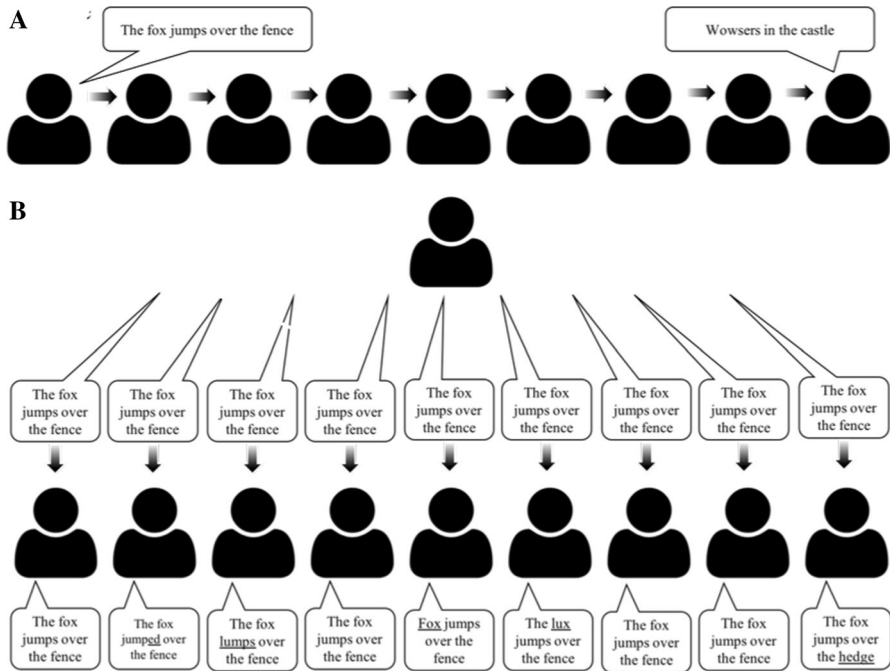 A
The fox jumps over the fence
Wowsers in the castle
B
The fox
jumps over
the fence
The fox
jumps over
the fence
The fox
jumps over
the fence
The fox
jumps over
the fence
The fox
jumps over
the fence
The fox
jumps over
the fence
The fox
jumps over
the fence
The fox
jumps over
the fence
The fox
jumps over
the fence
The fox
jumps over
the fence
The fox
jumped over
the fence
The fox
lumps over
the fence
The fox
jumps over
the fence
Fox jumps
over the
fence
The lux
jumps over
the fence
The fox
jumps over
the fence
The fox
jumps over
the fence
The fox
jumps over
the hedge